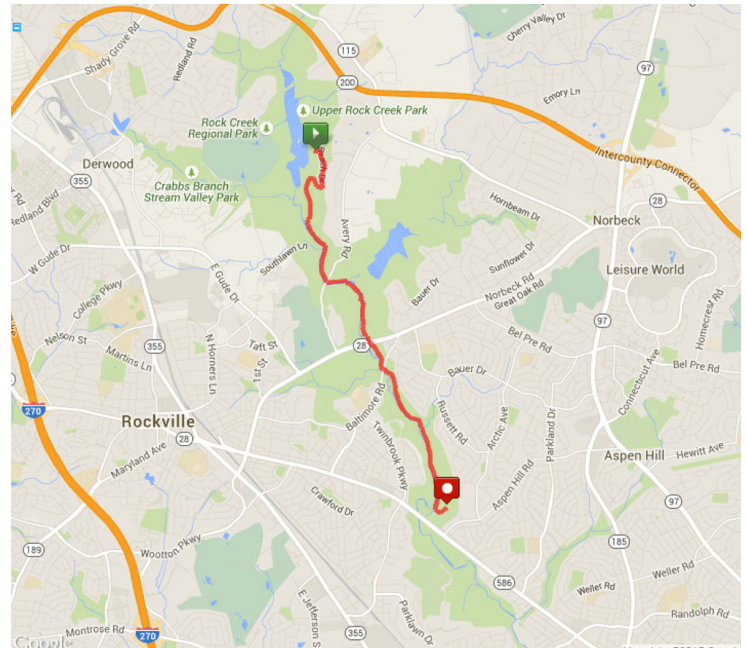 Cherry Valley Dr
Shady Grove Rd
Redland Rd
115
97
200
Emory Ln
Upper Rock Creek Park
Rock Creek
Regional Park
Derwood
Intercounty Connector
355
Crabbs Branch
Stream Valley Park
28
Redland Blvd
Hornbeam Dr
Norbeck
Avery Rd
W Gude Dr
Southlawn Ln
E Gude Dr
Sunflower Dr
Leisure World
College Pkwy
Bauer Dr
Norbeck Rd
Great Oak Rd
Homecrest Rd
97
Nelson St
355
Taft St
28
Bel Pre Rd
Martins Ln
N Horners Ln
1st St
Bauer Dr
Connecticut Ave
Bel Pre Rd
270
Baltimore Rd
Russett Rd
Arctic Ave
Parkland Dr
Rockville
28
Twinbrook Pkwy
Aspen Hill
Hewitt Ave
Maryland Ave
Aspen Hill Rd
Crawford Dr
97
189
Wootton Pkwy
185
586
Weller Rd
Weller Rd
E Jefferson S
Parklawn Dr
Randolph Rd
Montrose Rd
270
355
Google